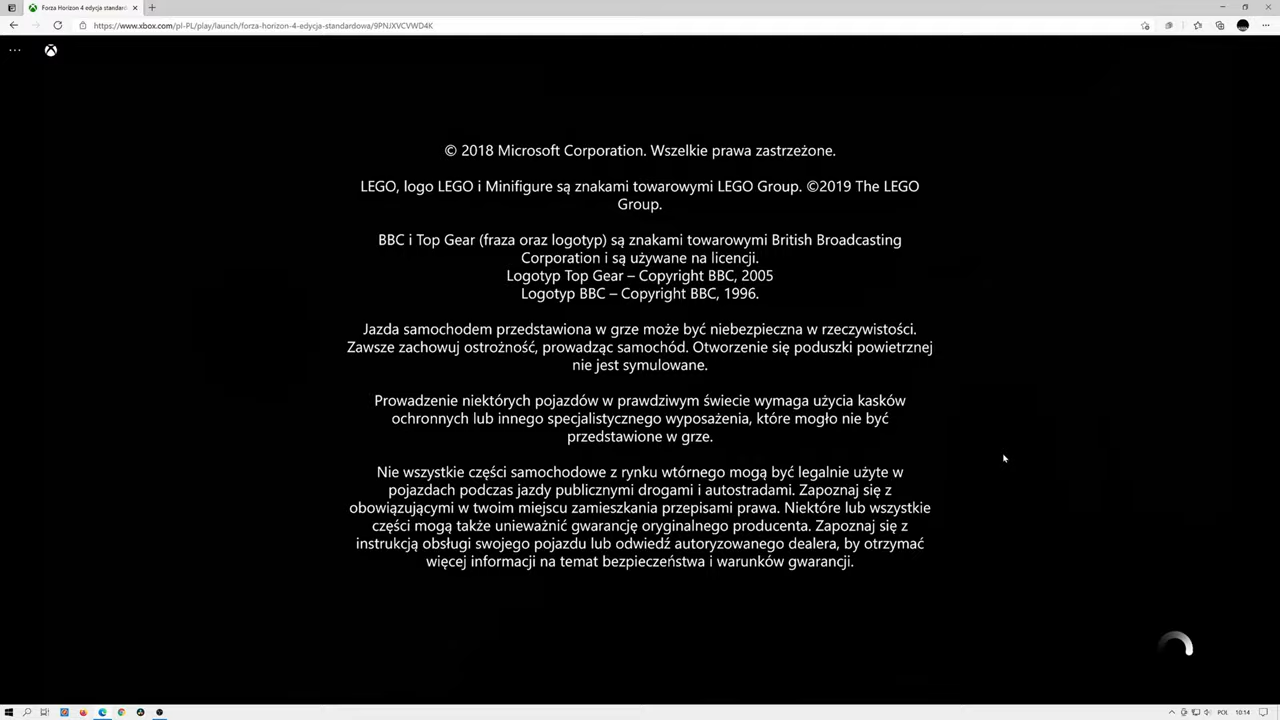 Forza Horizon 4 edycja standard
https://www.xbox.com/pl-PL/play/launch/forza-horizon-4-edycja-standardowa/9PNJXVCVWD4K
© 2018 Microsoft Corporation. Wszelkie prawa zastrzeżone.
LEGO, logo LEGO i Minifigure są znakami towarowymi LEGO Group. ©2019 The LEGO
Group.
BBC i Top Gear (fraza oraz logotyp) są znakami towarowymi British Broadcasting
Corporation i są używane na licencji.
Logotyp Top Gear – Copyright BBC, 2005
Logotyp BBC – Copyright BBC, 1996.
Jazda samochodem przedstawiona w grze może być niebezpieczna w rzeczywistości.
Zawsze zachowuj ostrożność, prowadząc samochód. Otworzenie się poduszki powietrznej
nie jest symulowane.
Prowadzenie niektórych pojazdów w prawdziwym świecie wymaga użycia kasków
ochronnych lub innego specjalistycznego wyposażenia, które mogło nie być
przedstawione w grze.
Nie wszystkie części samochodowe z rynku wtórnego mogą być legalnie użyte w
pojazdach podczas jazdy publicznymi drogami i autostradami. Zapoznaj się z
obowiązującymi w twoim miejscu zamieszkania przepisami prawa. Niektóre lub wszystkie
części mogą także unieważnić gwarancję oryginalnego producenta. Zapoznaj się z
instrukcją obsługi swojego pojazdu lub odwiedź autoryzowanego dealera, by otrzymać
więcej informacji na temat bezpieczeństwa i warunków gwarancji.
POL 10:14